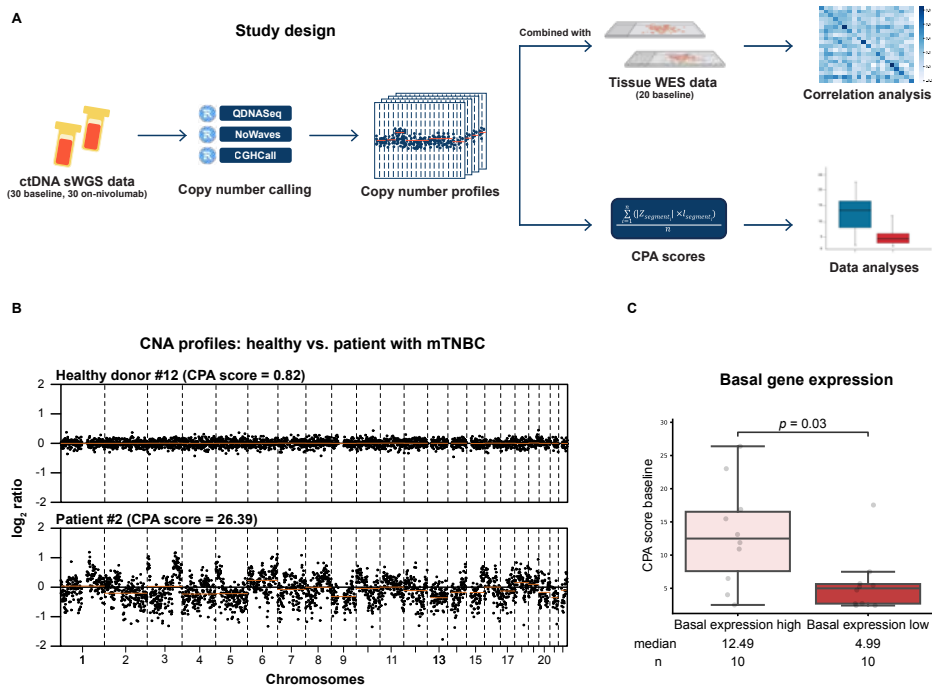 A
Study design
ctDNA sWGS data
(30 baseline, 30 on-nivolumab)
R QDNASeq
R NoWaves
R CGHCall
Copy number calling
Copy number profiles
Combined with
Tissue WES data
(20 baseline)
Correlation analysis
n
∑ (|Z_segment_i| × l_segment_i)
i=1
n
CPA scores
Data analyses
B
CNA profiles: healthy vs. patient with mTNBC
Healthy donor #12 (CPA score = 0.82)
2
1
0
-1
-2
Patient #2 (CPA score = 26.39)
2
1
0
-1
-2
log2 ratio
1 2 3 4 5 6 7 8 9 11 13 15 17 20
Chromosomes
C
Basal gene expression
p = 0.03
CPA score baseline
30
25
20
15
10
5
Basal expression high Basal expression low
median 12.49 4.99
n 10 10